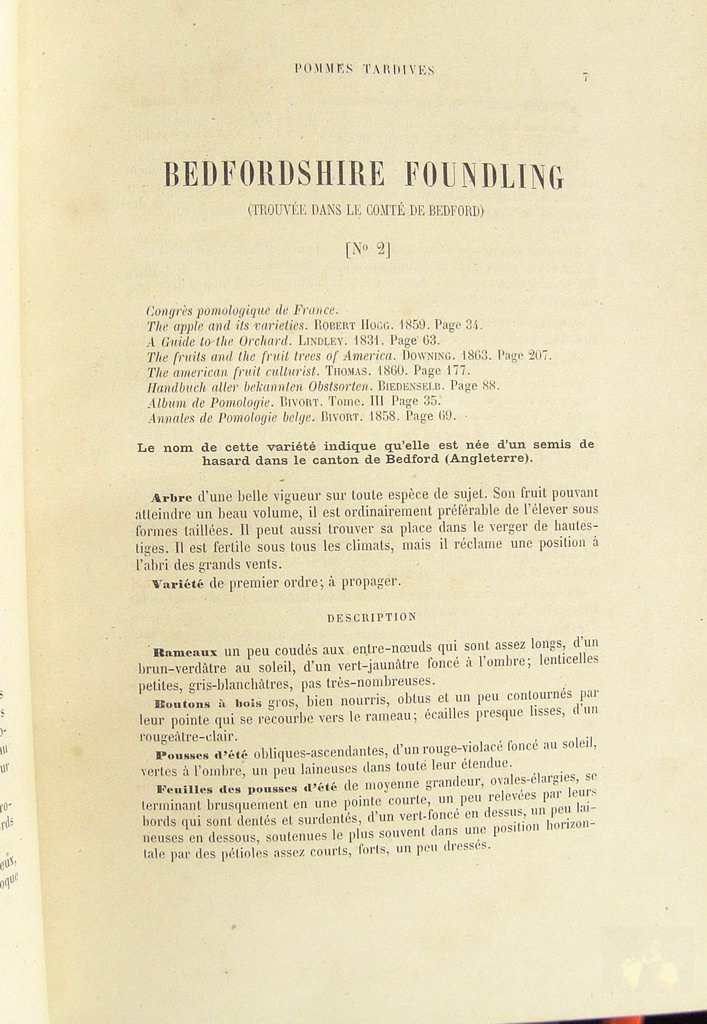 POMMES TARDIVES
7
BEDFORDSHIRE FOUNDLING
(TROUVÉE DANS LE COMTÉ DE BEDFORD)
[No 2]
Congrès pomologique de France.
The apple and its varieties. ROBERT HOGG. 1859. Page 34.
A Guide to the Orchard. LINDLEY. 1831. Page 63.
The fruits and the fruit trees of America. DOWNING. 1863. Page 207.
The american fruit culturist. THOMAS. 1860. Page 177.
Handbuch aller bekannten Obstsorten. BIEDENSELB. Page 88.
Album de Pomologie. BIVORT. Tome. III Page 35.
Annales de Pomologie belge. BIVORT. 1858. Page 69.
Le nom de cette variété indique qu'elle est née d'un semis de
hasard dans le canton de Bedford (Angleterre).
Arbre d'une belle vigueur sur toute espèce de sujet. Son fruit pouvant
atteindre un beau volume, il est ordinairement préférable de l'élever sous
formes taillées. Il peut aussi trouver sa place dans le verger de hautes-
tiges. Il est fertile sous tous les climats, mais il réclame une position à
l'abri des grands vents.
Variété de premier ordre; à propager.
DESCRIPTION
Rameaux un peu coudés aux entre-nœuds qui sont assez longs, d'un
brun-verdâtre au soleil, d'un vert-jaunâtre foncé à l'ombre; lenticelles
petites, gris-blanchâtres, pas très-nombreuses.
Boutons à bois gros, bien nourris, obtus et un peu contournés par
leur pointe qui se recourbe vers le rameau; écailles presque lisses, d'un
rougeâtre-clair.
Pousses d'été obliques-ascendantes, d'un rouge-violacé foncé au soleil,
vertes à l'ombre, un peu laineuses dans toute leur étendue.
Feuilles des pousses d'été de moyenne grandeur, ovales-élargies, se
terminant brusquement en une pointe courte, un peu relevées par leurs
bords qui sont dentés et surdentés, d'un vert-foncé en dessus, un peu lai-
neuses en dessous, soutenues le plus souvent dans une position horizon-
tale par des pétioles assez courts, forts, un peu dressés.